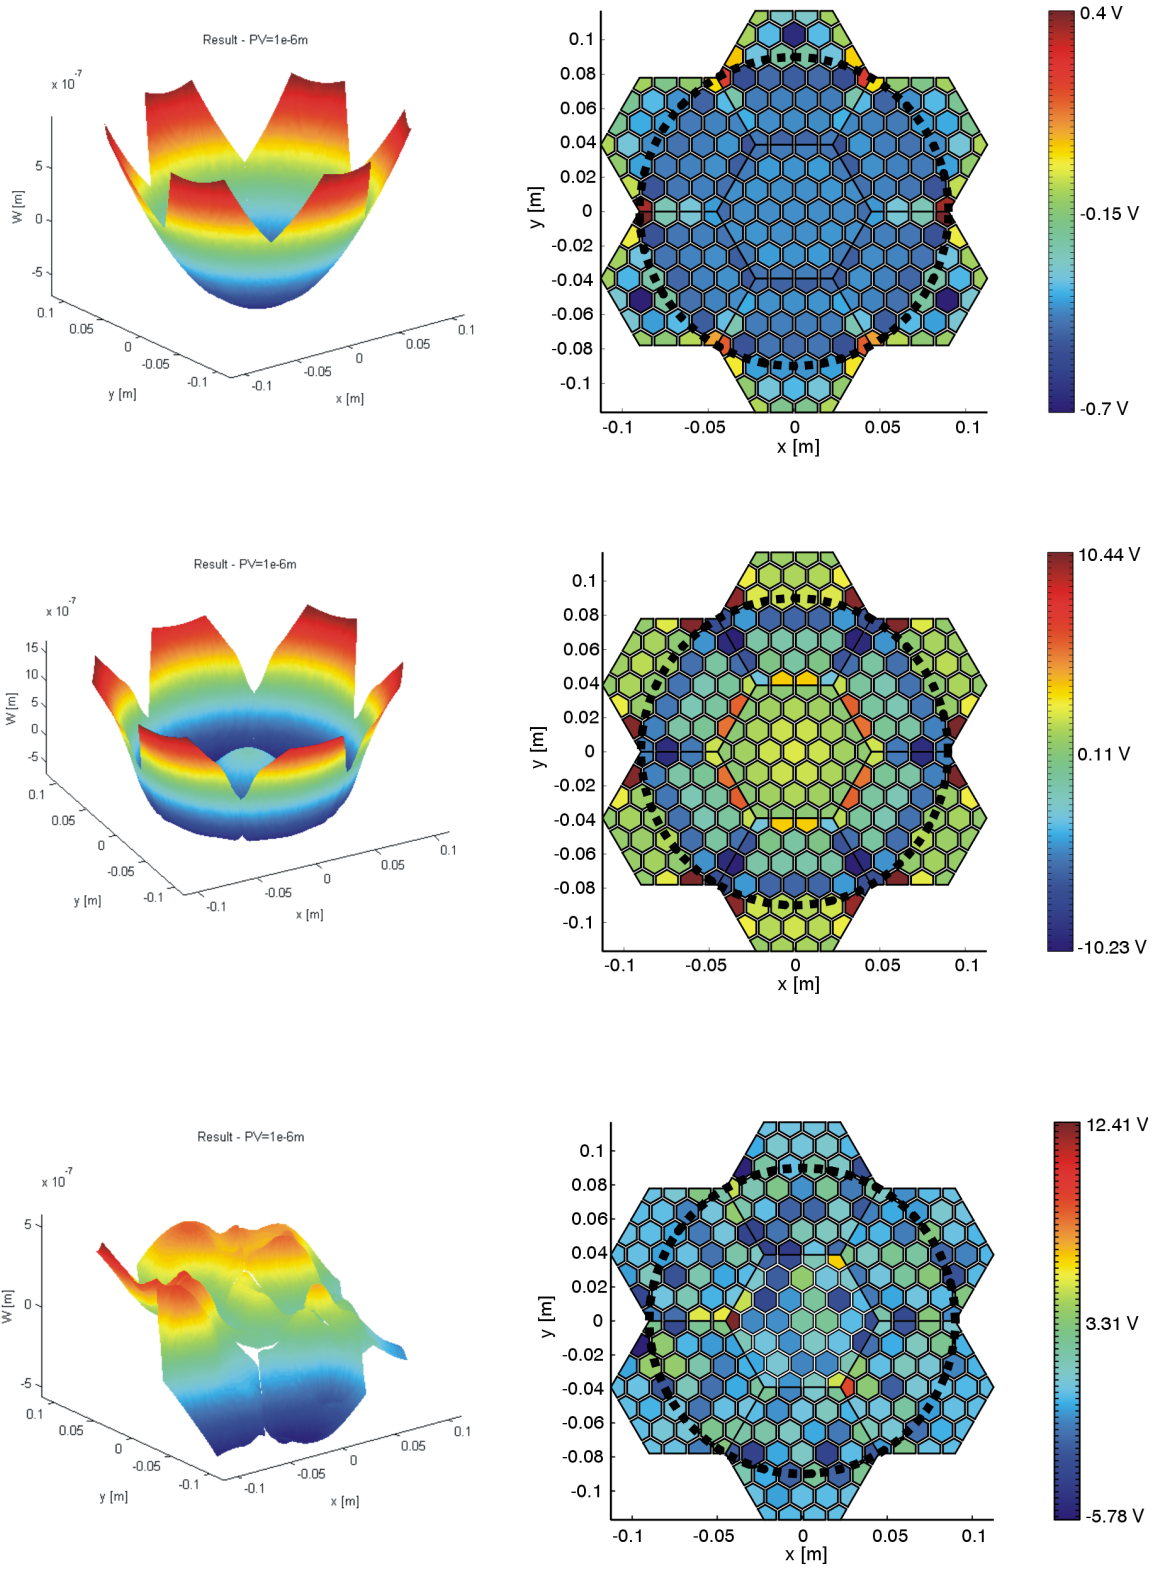 Result - PV=1e-6m
x 10⁻⁷
5
0
-5
W [m]
0.1
0.05
0
-0.05
-0.1
y [m]
-0.1
-0.05
0
0.05
0.1
x [m]
0.1
0.08
0.06
0.04
0.02
0
-0.02
-0.04
-0.06
-0.08
-0.1
y [m]
-0.1
-0.05
0
0.05
0.1
x [m]
0.4 V
-0.15 V
-0.7 V
Result - PV=1e-6m
x 10⁻⁷
15
10
5
0
-5
W [m]
0.1
0.05
0
-0.05
-0.1
y [m]
-0.1
-0.05
0
0.05
0.1
x [m]
0.1
0.08
0.06
0.04
0.02
0
-0.02
-0.04
-0.06
-0.08
-0.1
y [m]
-0.1
-0.05
0
0.05
0.1
x [m]
10.44 V
0.11 V
-10.23 V
Result - PV=1e-6m
x 10⁻⁷
5
0
-5
W [m]
0.1
0.05
0
-0.05
-0.1
y [m]
-0.1
-0.05
0
0.05
0.1
x [m]
0.1
0.08
0.06
0.04
0.02
0
-0.02
-0.04
-0.06
-0.08
-0.1
y [m]
-0.1
-0.05
0
0.05
0.1
x [m]
12.41 V
3.31 V
-5.78 V